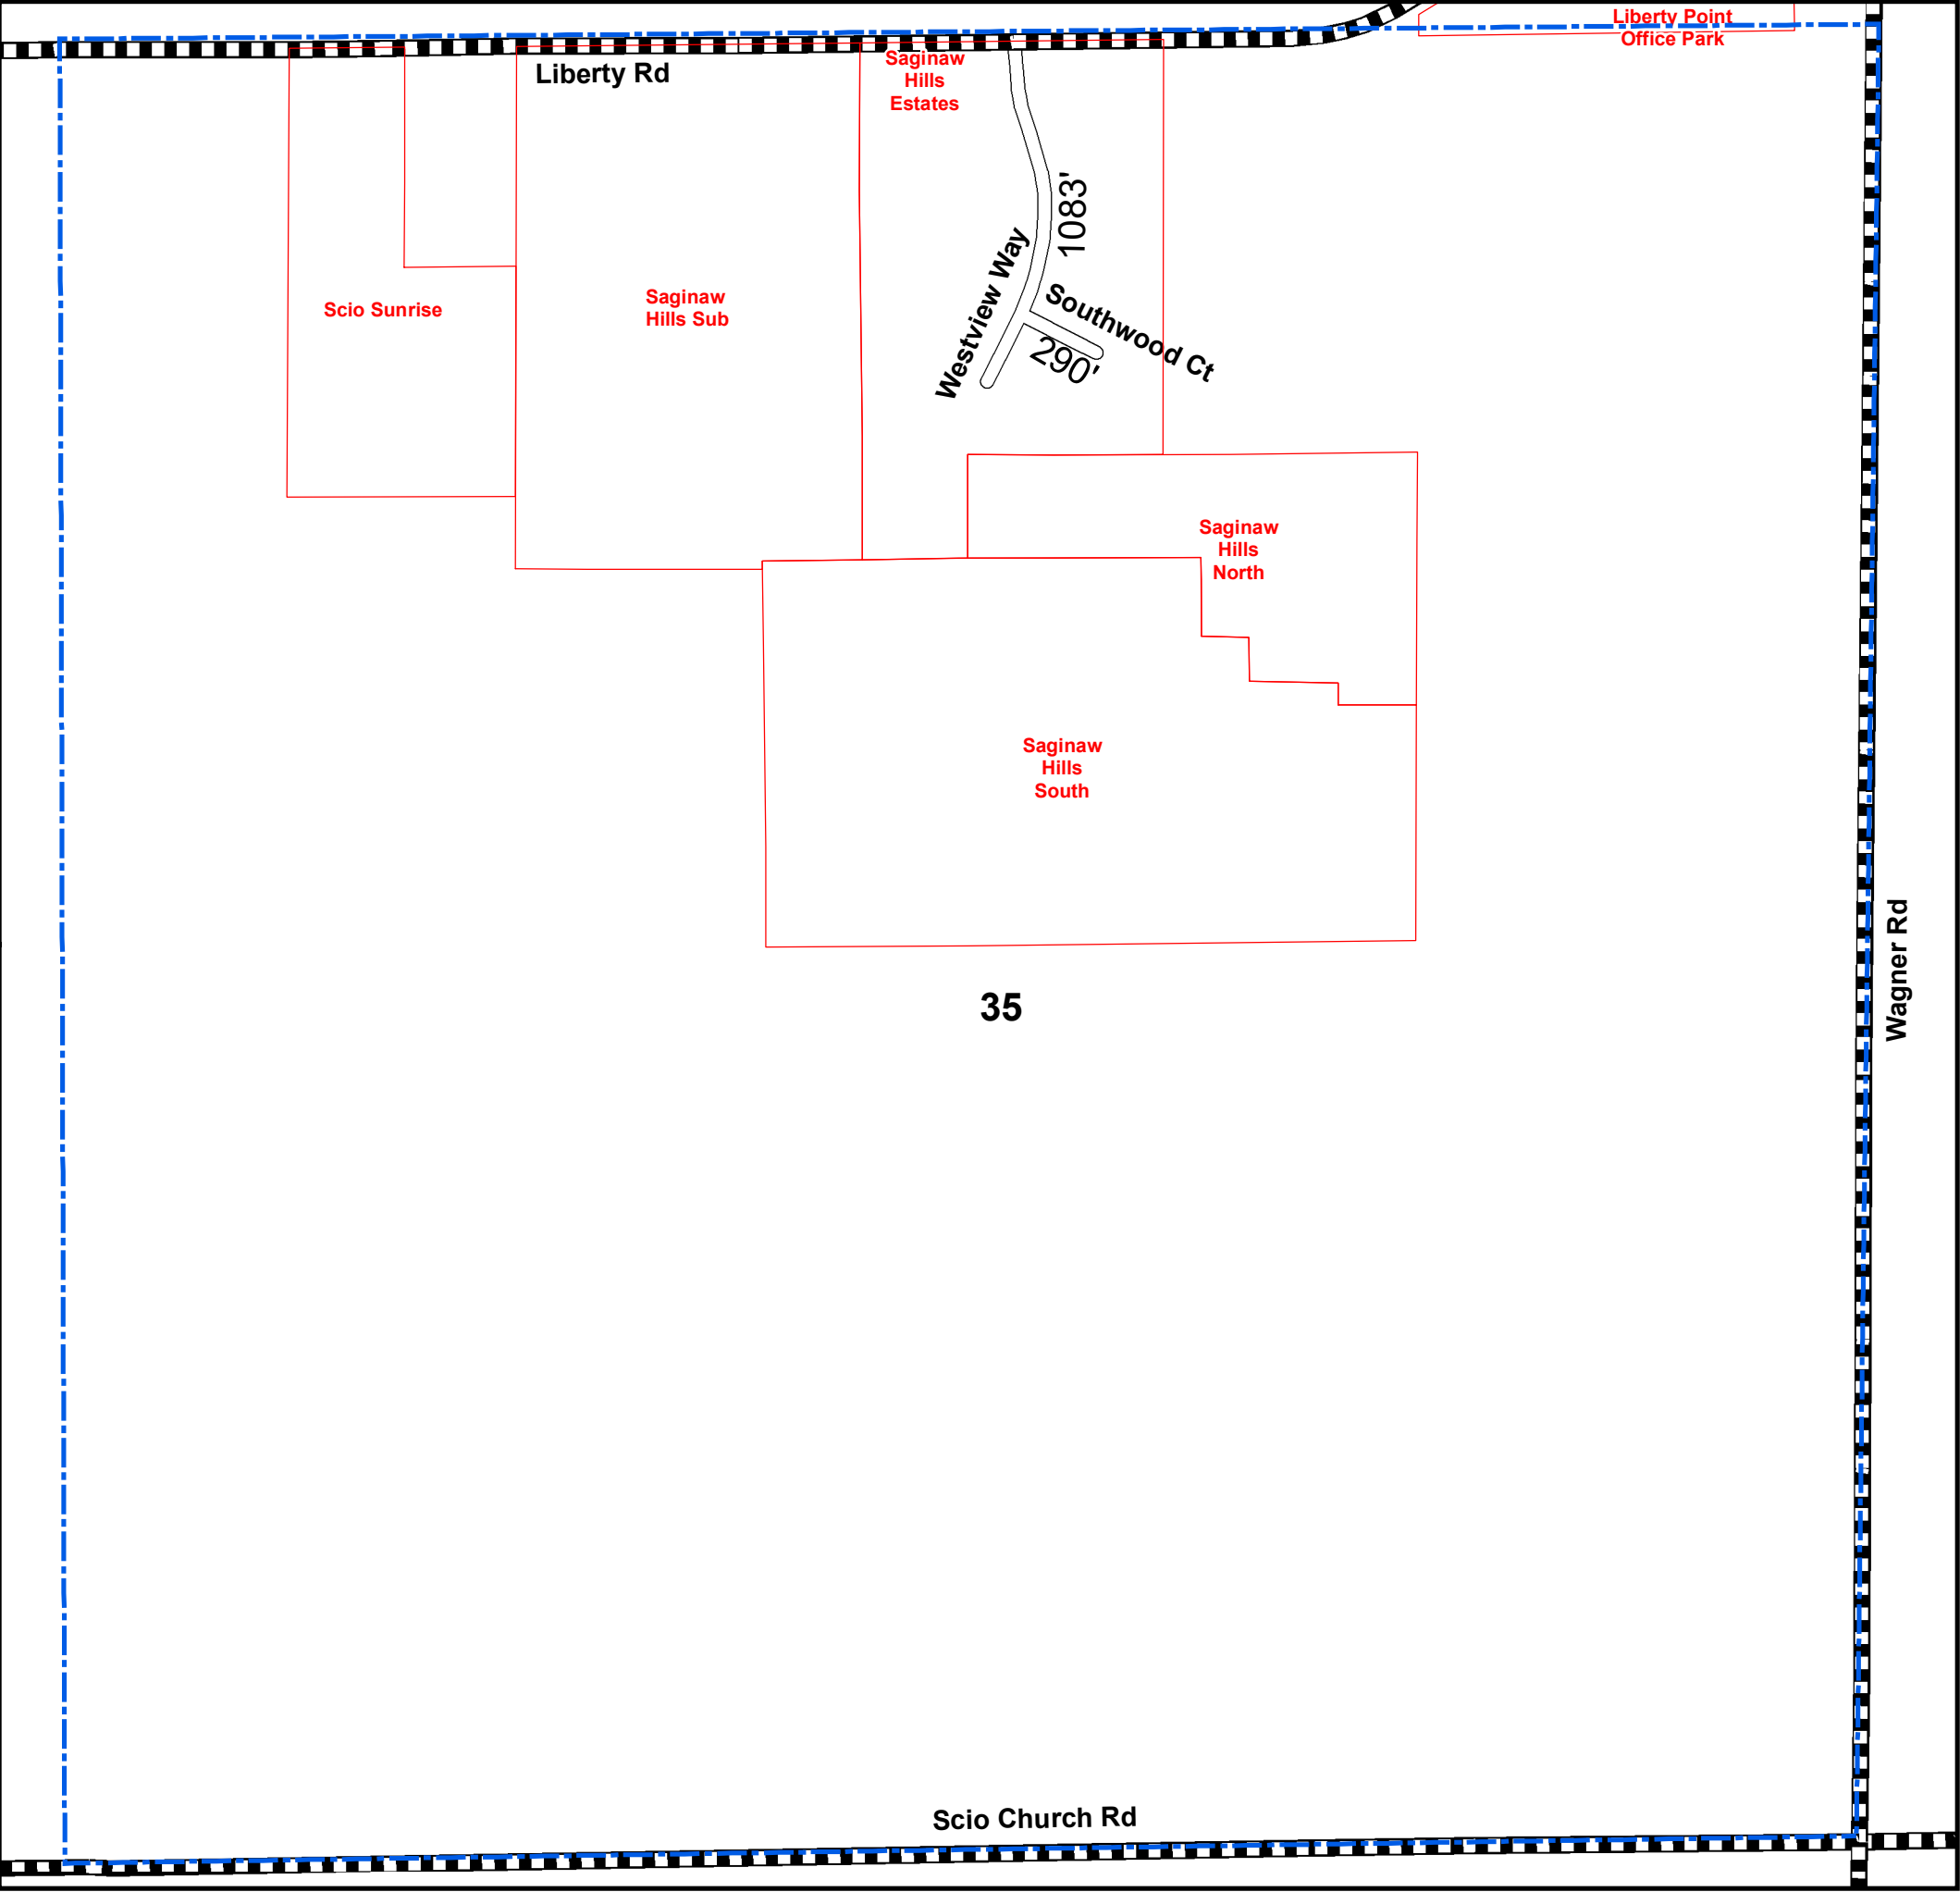 Liberty Point
Office Park
Liberty Rd
Saginaw
Hills
Estates
1083'
Westview Way
Southwood Ct
290'
Scio Sunrise
Saginaw
Hills Sub
Saginaw
Hills
North
Saginaw
Hills
South
Wagner Rd
35
Scio Church Rd